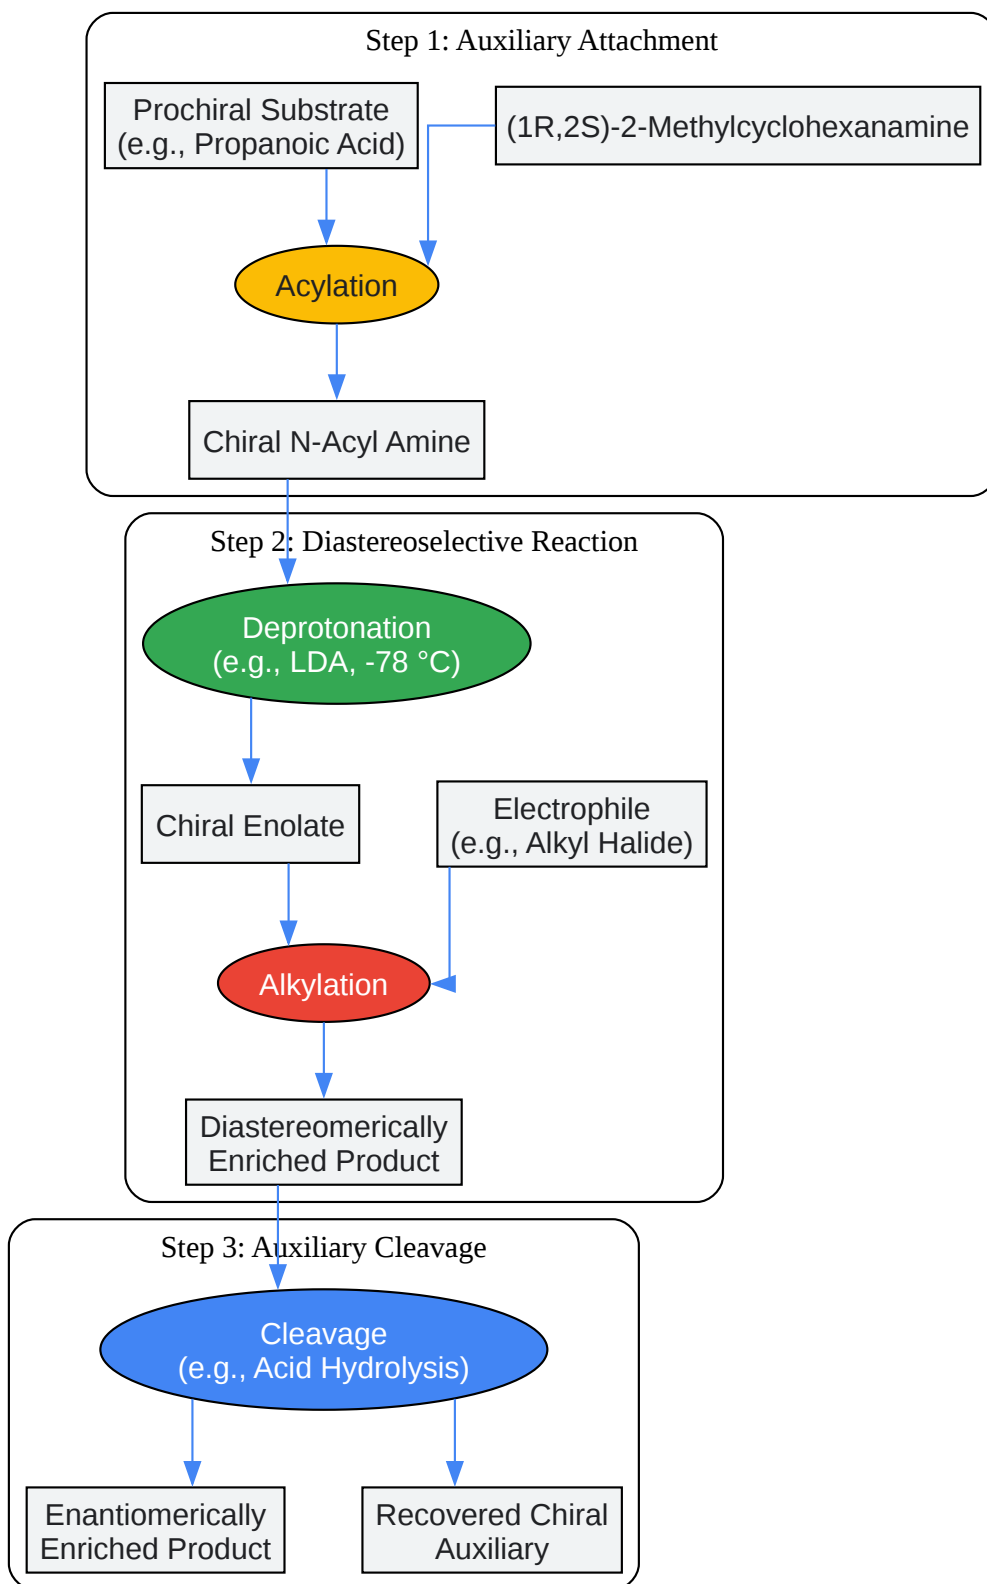 Step 1: Auxiliary Attachment
Prochiral Substrate
(e.g., Propanoic Acid)
(1R,2S)-2-Methylcyclohexanamine
Acylation
Chiral N-Acyl Amine
Step 2: Diastereoselective Reaction
Deprotonation
(e.g., LDA, -78 °C)
Chiral Enolate
Electrophile
(e.g., Alkyl Halide)
Alkylation
Diastereomerically
Enriched Product
Step 3: Auxiliary Cleavage
Cleavage
(e.g., Acid Hydrolysis)
Enantiomerically
Enriched Product
Recovered Chiral
Auxiliary